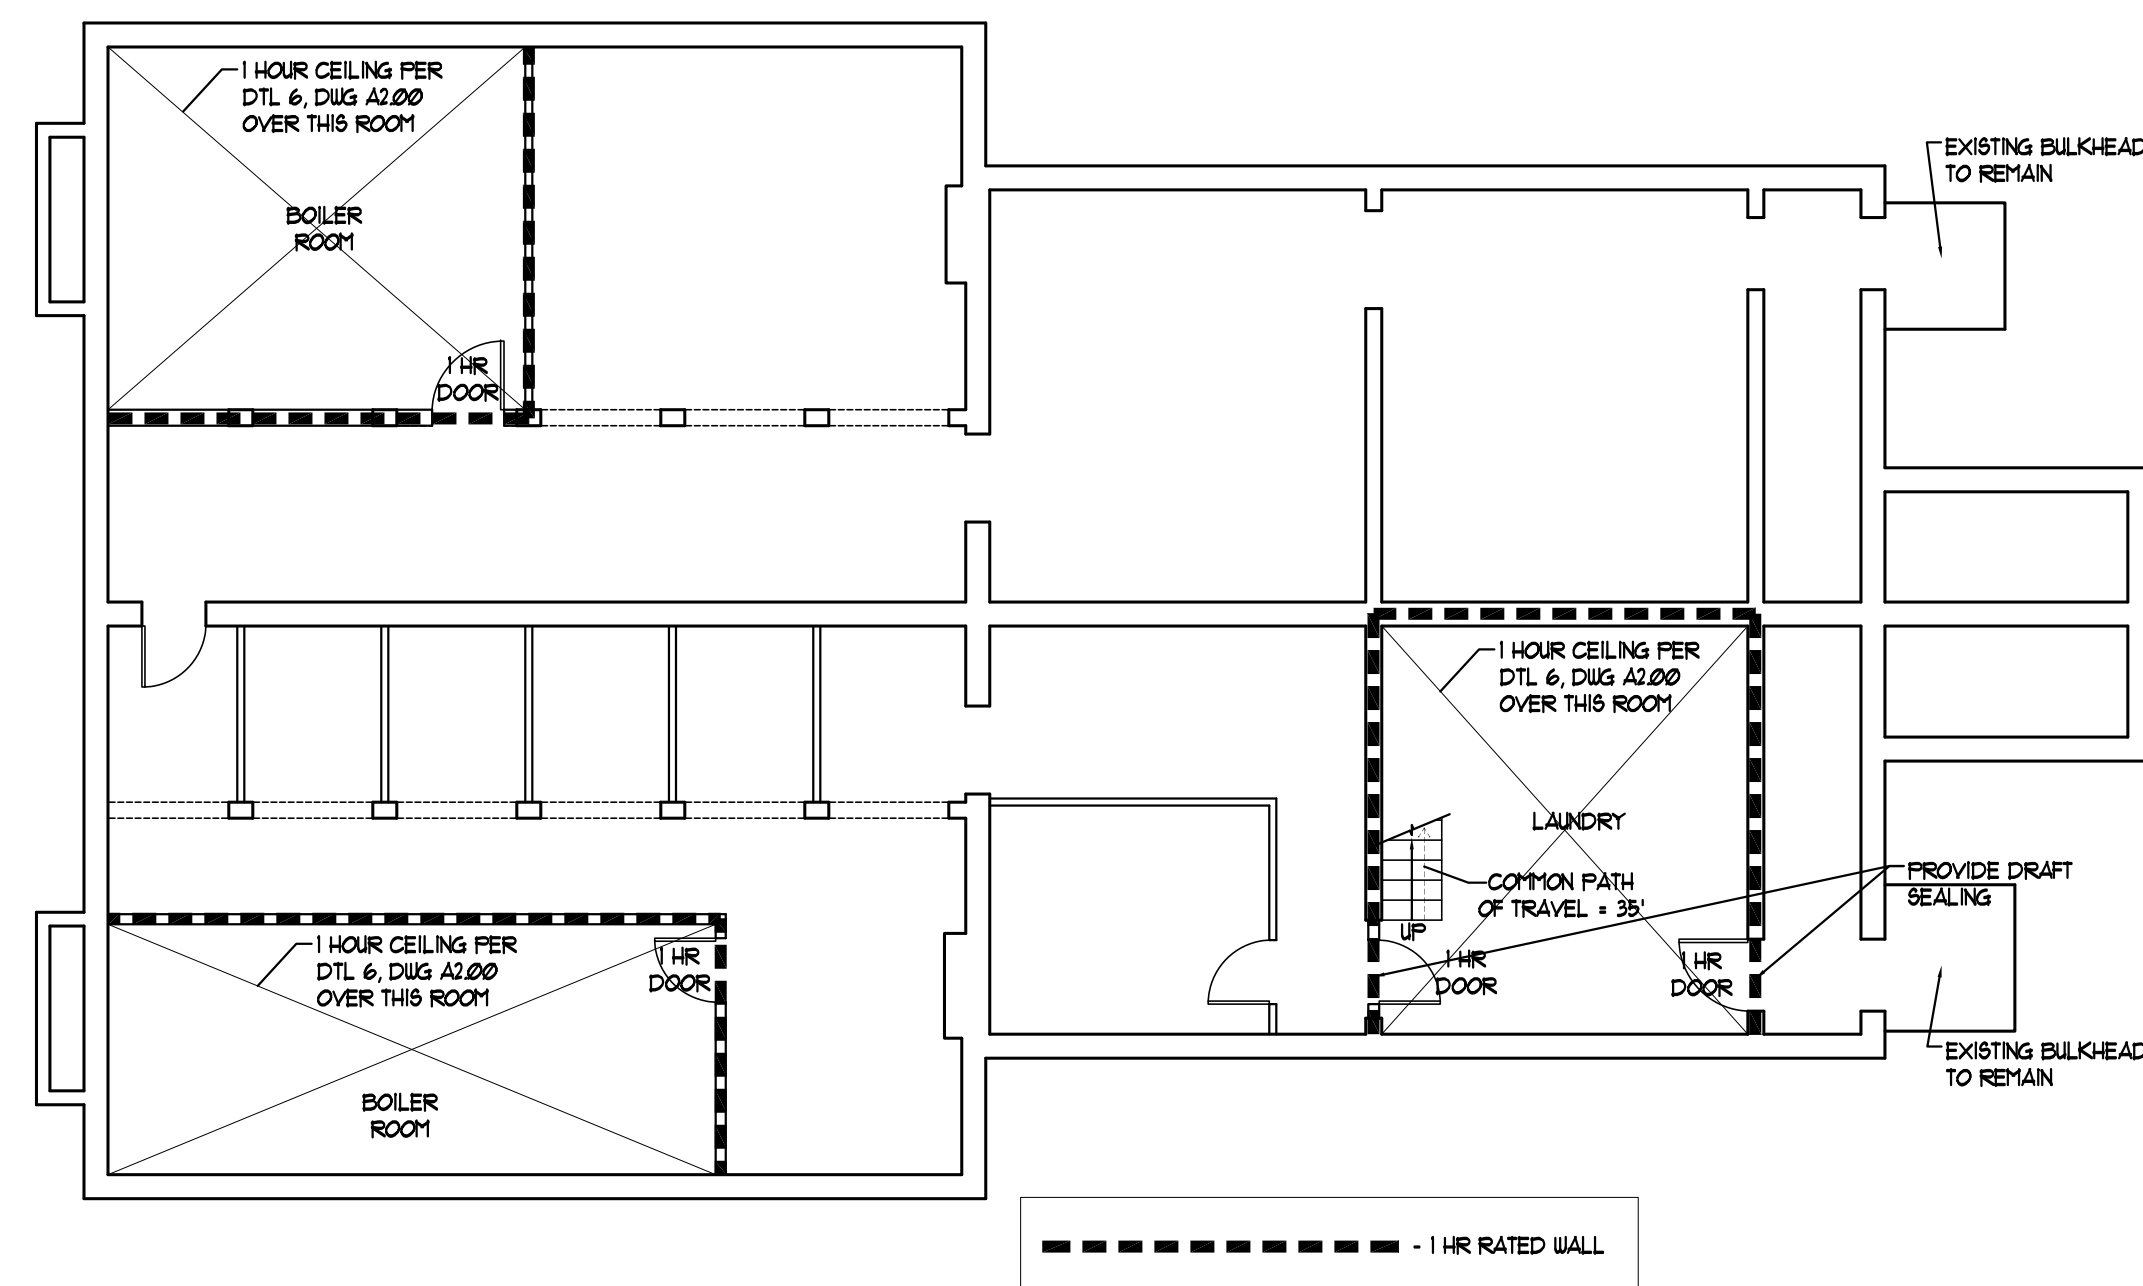 1 HOUR CEILING PER
DTL 6, DWG A2.00
OVER THIS ROOM
BOILER
ROOM
1 HR
DOOR
EXISTING BULKHEAD
TO REMAIN
1 HOUR CEILING PER
DTL 6, DWG A2.00
OVER THIS ROOM
LAUNDRY
COMMON PATH
OF TRAVEL = 35'
UP
1 HR
DOOR
1 HR
DOOR
PROVIDE DRAFT
SEALING
1 HOUR CEILING PER
DTL 6, DWG A2.00
OVER THIS ROOM
1 HR
DOOR
BOILER
ROOM
EXISTING BULKHEAD
TO REMAIN
- 1 HR RATED WALL